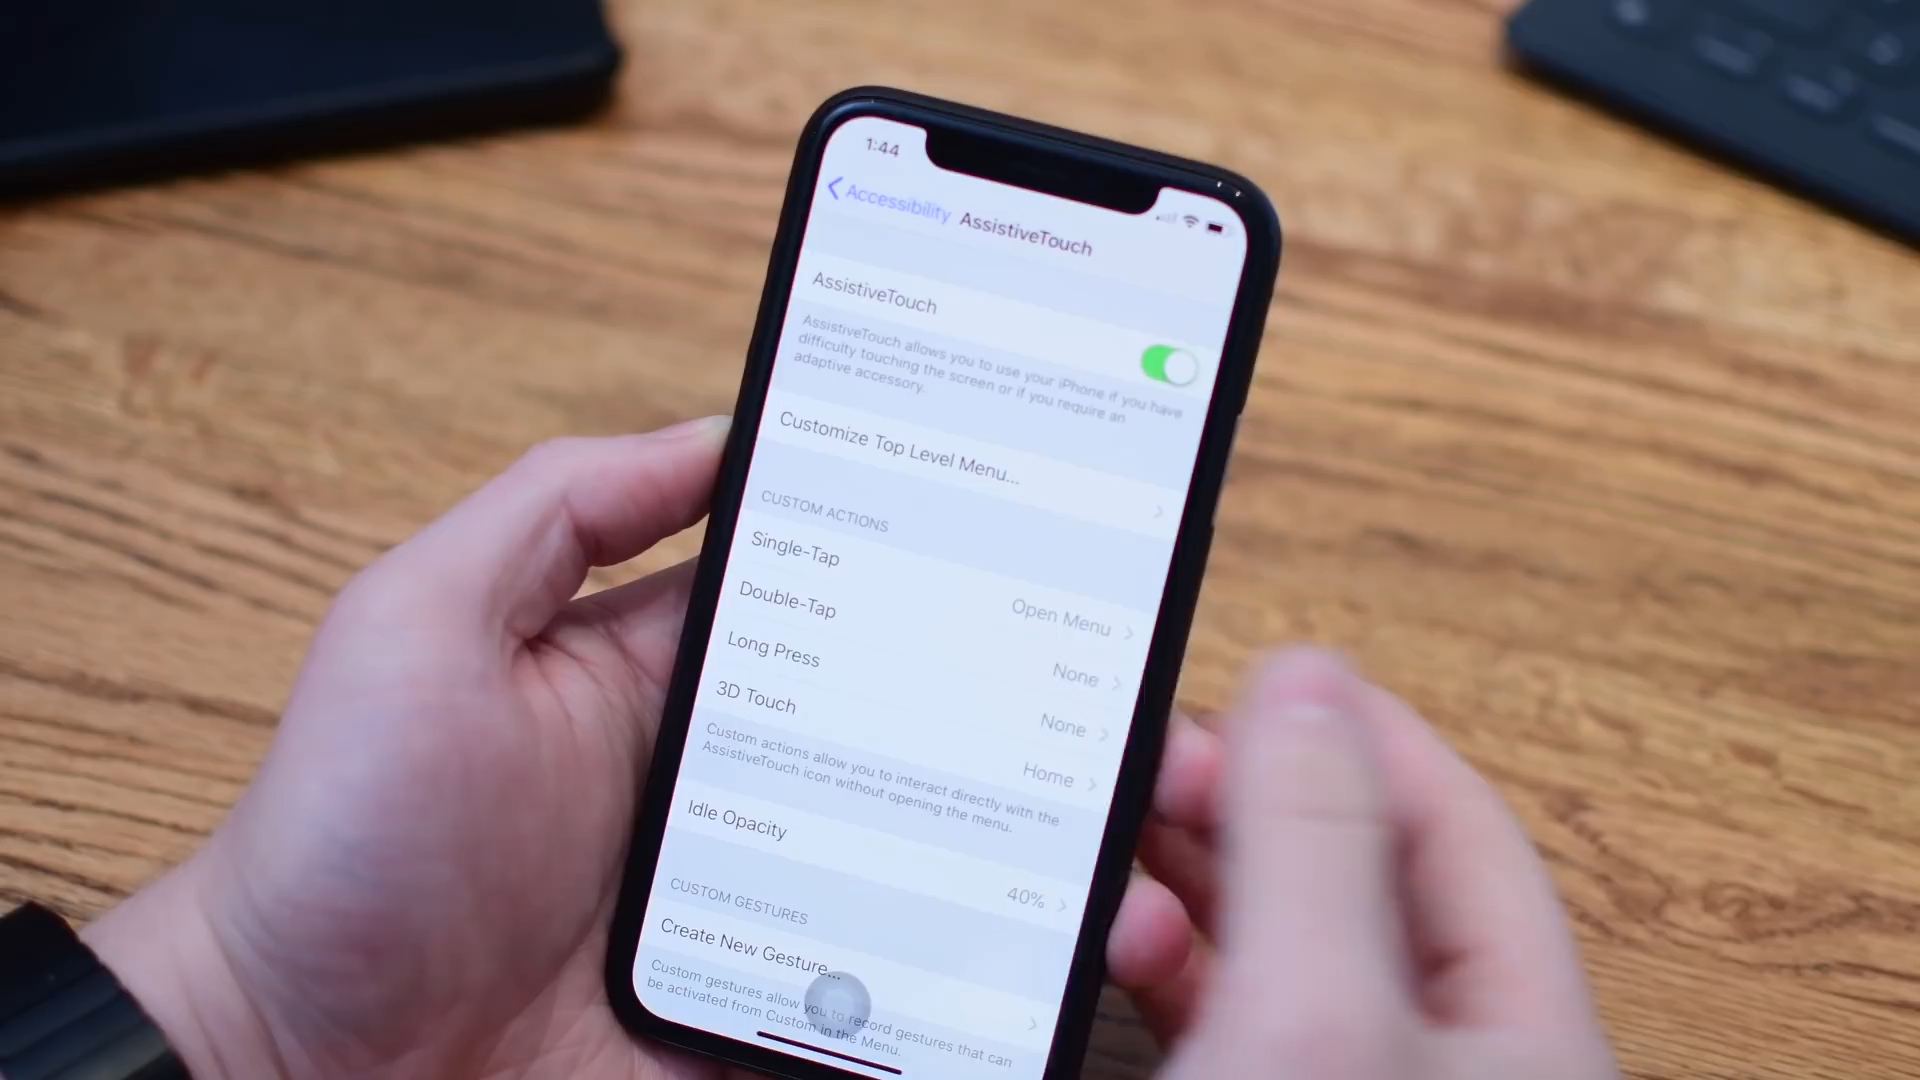 1:44
Accessibility AssistiveTouch
AssistiveTouch
AssistiveTouch allows you to use your iPhone if you have
difficulty touching the screen or if you require an
adaptive accessory.
Customize Top Level Menu...
CUSTOM ACTIONS
Single-Tap Open Menu
Double-Tap None
Long Press None
3D Touch Home
Custom actions allow you to interact directly with the
AssistiveTouch icon without opening the menu.
Idle Opacity 40%
CUSTOM GESTURES
Create New Gesture...
Custom gestures allow you to record gestures that can
be activated from Custom in the Menu.